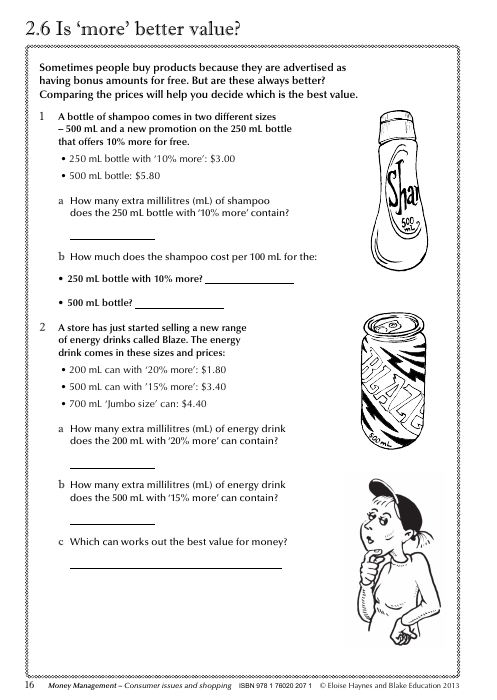 2.6 Is ‘more’ better value?
Sometimes people buy products because they are advertised as
having bonus amounts for free. But are these always better?
Comparing the prices will help you decide which is the best value.
1 A bottle of shampoo comes in two different sizes
– 500 mL and a new promotion on the 250 mL bottle
that offers 10% more for free.
• 250 mL bottle with ‘10% more’: $3.00
• 500 mL bottle: $5.80
a How many extra millilitres (mL) of shampoo
does the 250 mL bottle with ‘10% more’ contain?
b How much does the shampoo cost per 100 mL for the:
• 250 mL bottle with 10% more?
• 500 mL bottle?
Sham
500
mL
2 A store has just started selling a new range
of energy drinks called Blaze. The energy
drink comes in these sizes and prices:
• 200 mL can with ‘20% more’: $1.80
• 500 mL can with ‘15% more’: $3.40
• 700 mL ‘Jumbo size’ can: $4.40
a How many extra millilitres (mL) of energy drink
does the 200 mL with ‘20% more’ can contain?
b How many extra millilitres (mL) of energy drink
does the 500 mL with ‘15% more’ can contain?
c Which can works out the best value for money?
BLAZE
500mL
16 Money Management – Consumer issues and shopping ISBN 978 1 76020 207 1 © Eloise Haynes and Blake Education 2013